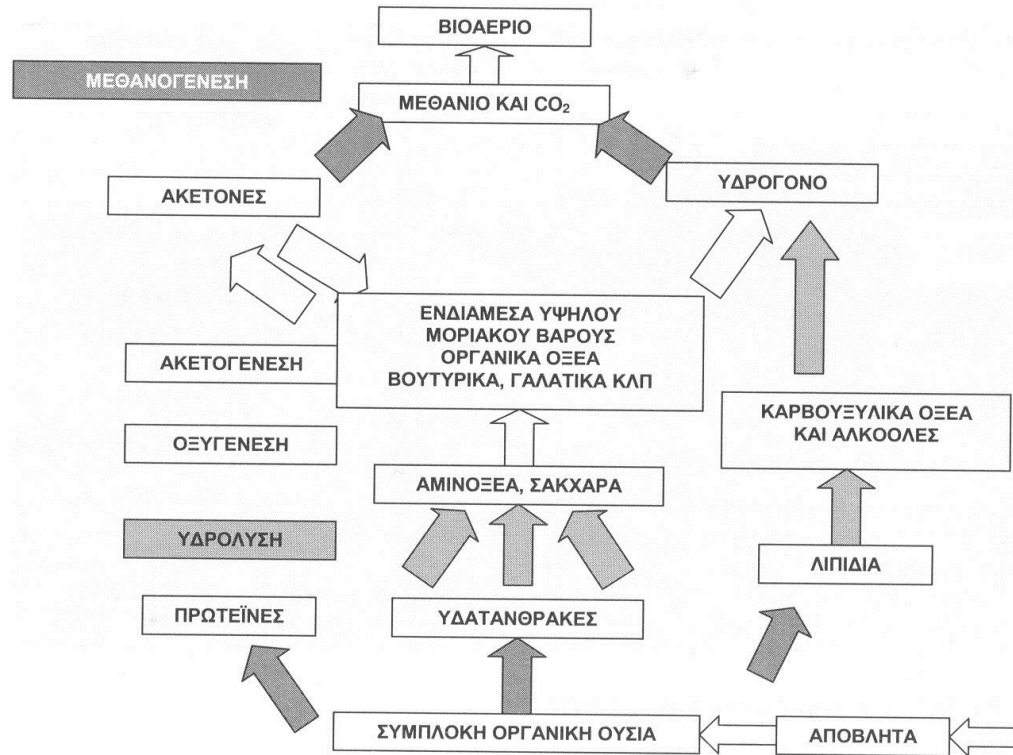 ΒΙΟΑΕΡΙΟ
ΜΕΘΑΝΟΓΕΝΕΣΗ
ΜΕΘΑΝΙΟ ΚΑΙ CO₂
ΑΚΕΤΟΝΕΣ
ΥΔΡΟΓΟΝΟ
ΕΝΔΙΑΜΕΣΑ ΥΨΗΛΟΥ
ΜΟΡΙΑΚΟΥ ΒΑΡΟΥΣ
ΟΡΓΑΝΙΚΑ ΟΞΕΑ
ΒΟΥΤΥΡΙΚΑ, ΓΑΛΑΤΙΚΑ ΚΛΠ
ΑΚΕΤΟΓΕΝΕΣΗ
ΚΑΡΒΟΥΞΥΛΙΚΑ ΟΞΕΑ
ΚΑΙ ΑΛΚΟΟΛΕΣ
ΟΞΥΓΕΝΕΣΗ
ΑΜΙΝΟΞΕΑ, ΣΑΚΧΑΡΑ
ΥΔΡΟΛΥΣΗ
ΛΙΠΙΔΙΑ
ΠΡΩΤΕΪΝΕΣ
ΥΔΑΤΑΝΘΡΑΚΕΣ
ΣΥΜΠΛΟΚΗ ΟΡΓΑΝΙΚΗ ΟΥΣΙΑ
ΑΠΟΒΛΗΤΑ